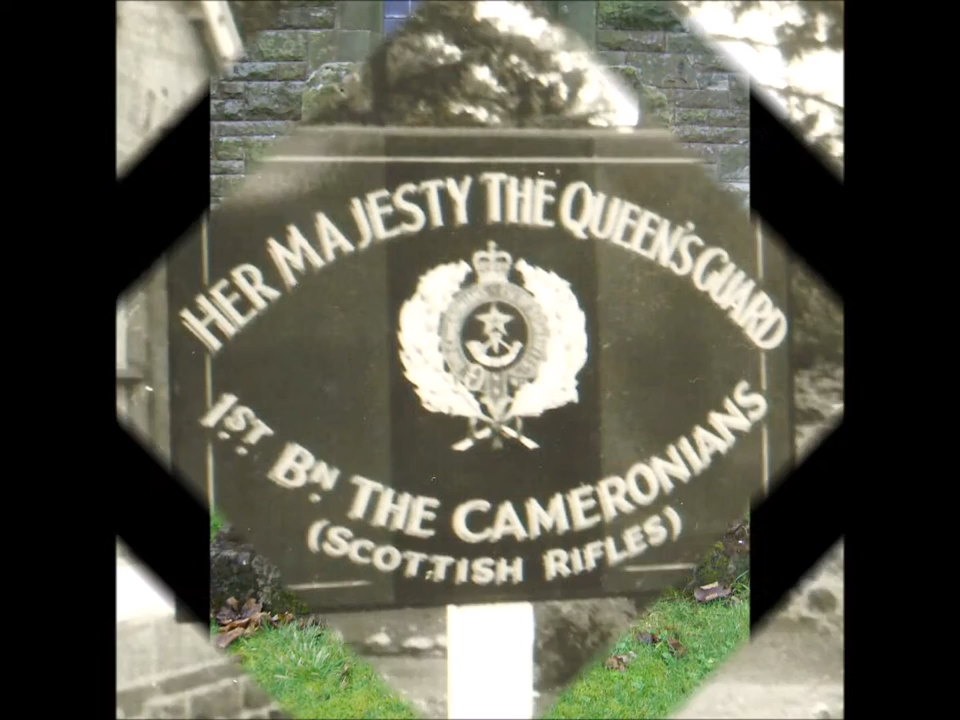 HER MAJESTY THE QUEEN'S GUARD
1ST BN THE CAMERONIANS
(SCOTTISH RIFLES)